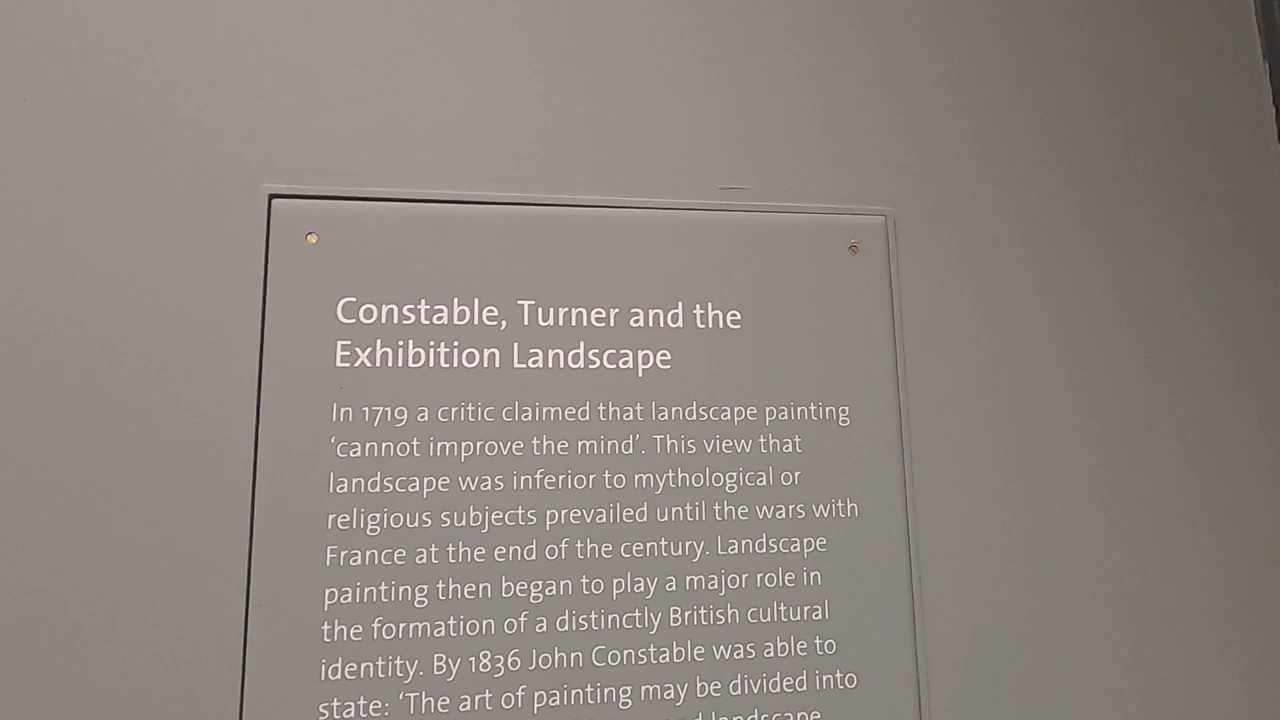 Constable, Turner and the
Exhibition Landscape
In 1719 a critic claimed that landscape painting
‘cannot improve the mind’. This view that
landscape was inferior to mythological or
religious subjects prevailed until the wars with
France at the end of the century. Landscape
painting then began to play a major role in
the formation of a distinctly British cultural
identity. By 1836 John Constable was able to
state: ‘The art of painting may be divided into
landscape